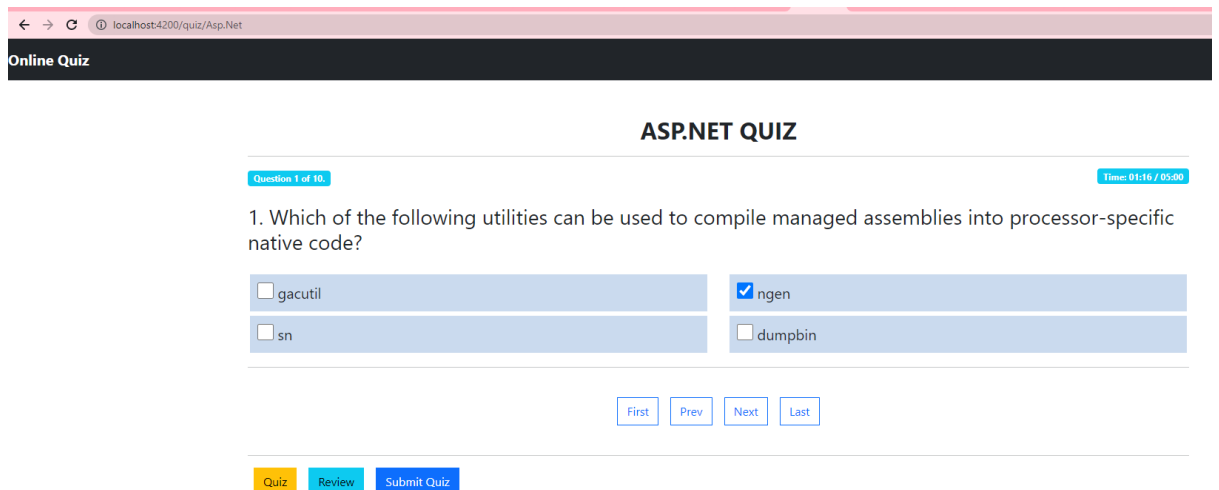 localhost:4200/quiz/Asp.Net
Online Quiz
ASP.NET QUIZ
Question 1 of 10.
Time: 01:16 / 05:00
1. Which of the following utilities can be used to compile managed assemblies into processor-specific
native code?
gacutil
ngen
sn
dumpbin
First Prev Next Last
Quiz Review Submit Quiz